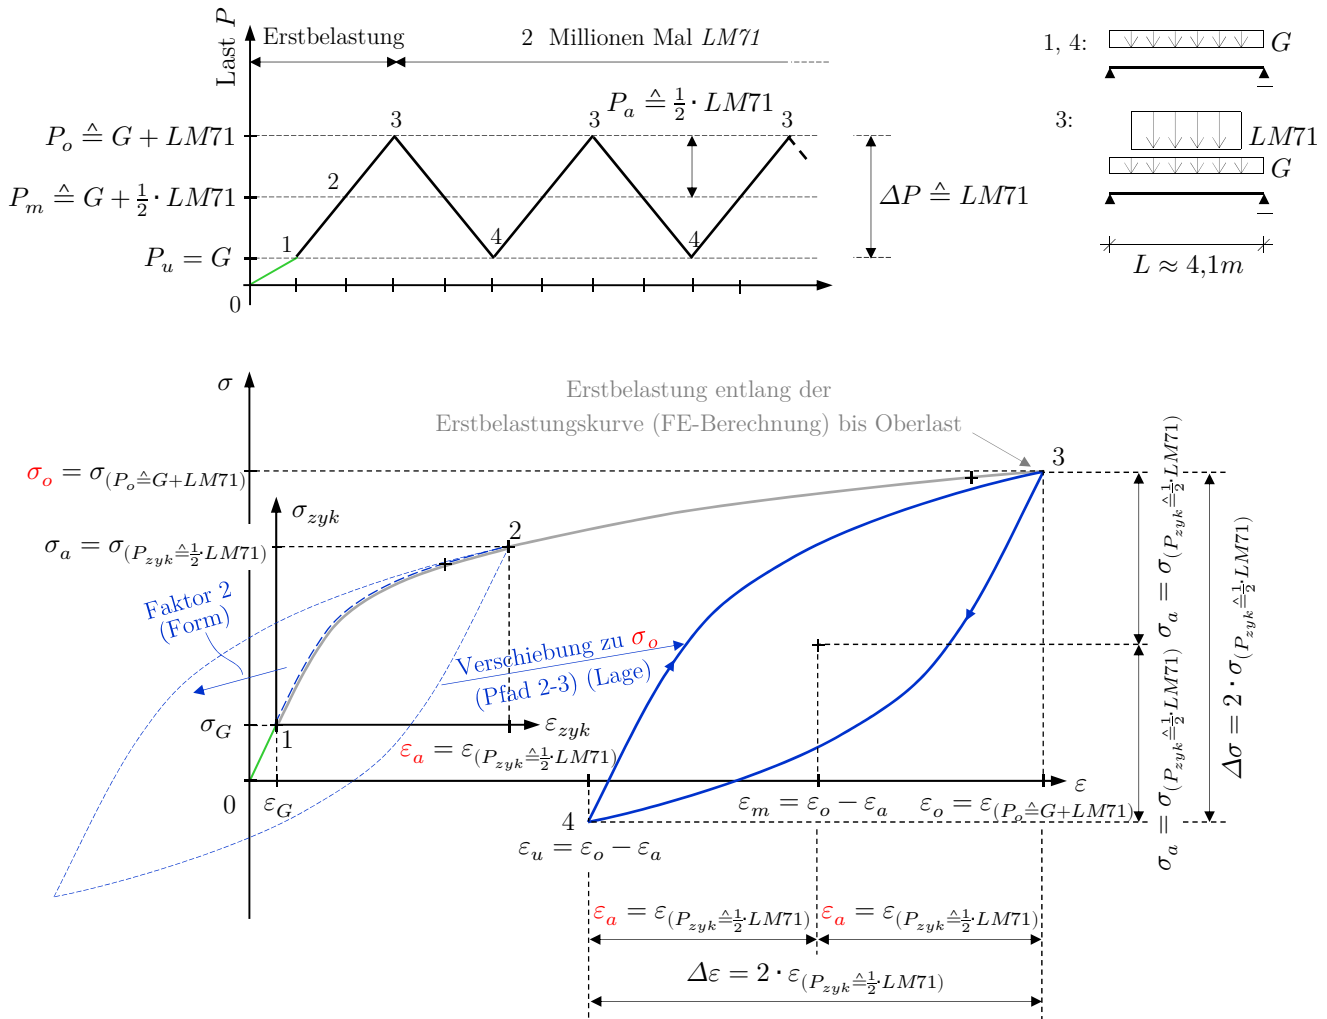 Last P
Erstbelastung
2 Millionen Mal LM71
P_a ≙ 1/2 · LM71
3
3
3
P_o ≙ G + LM71
2
P_m ≙ G + 1/2 · LM71
ΔP ≙ LM71
1
4
4
P_u = G
0
1, 4:
G
3:
LM71
G
L ≈ 4,1m
σ
Erstbelastung entlang der
Erstbelastungskurve (FE-Berechnung) bis Oberlast
3
σ_o = σ_(P_o≙G+LM71)
σ_zyk
2
σ_a = σ_(P_zyk≙1/2·LM71)
Faktor 2
(Form)
Verschiebung zu σ_o
(Pfad 2-3) (Lage)
σ_G
1
ε_zyk
ε_a = ε_(P_zyk≙1/2·LM71)
0
ε_G
ε
ε_m = ε_o − ε_a
ε_o = ε_(P_o≙G+LM71)
4
ε_u = ε_o − ε_a
σ_a = σ_(P_zyk≙1/2·LM71)
σ_a = σ_(P_zyk≙1/2·LM71)
Δσ = 2 · σ_(P_zyk≙1/2·LM71)
ε_a = ε_(P_zyk≙1/2·LM71)
ε_a = ε_(P_zyk≙1/2·LM71)
Δε = 2 · ε_(P_zyk≙1/2·LM71)